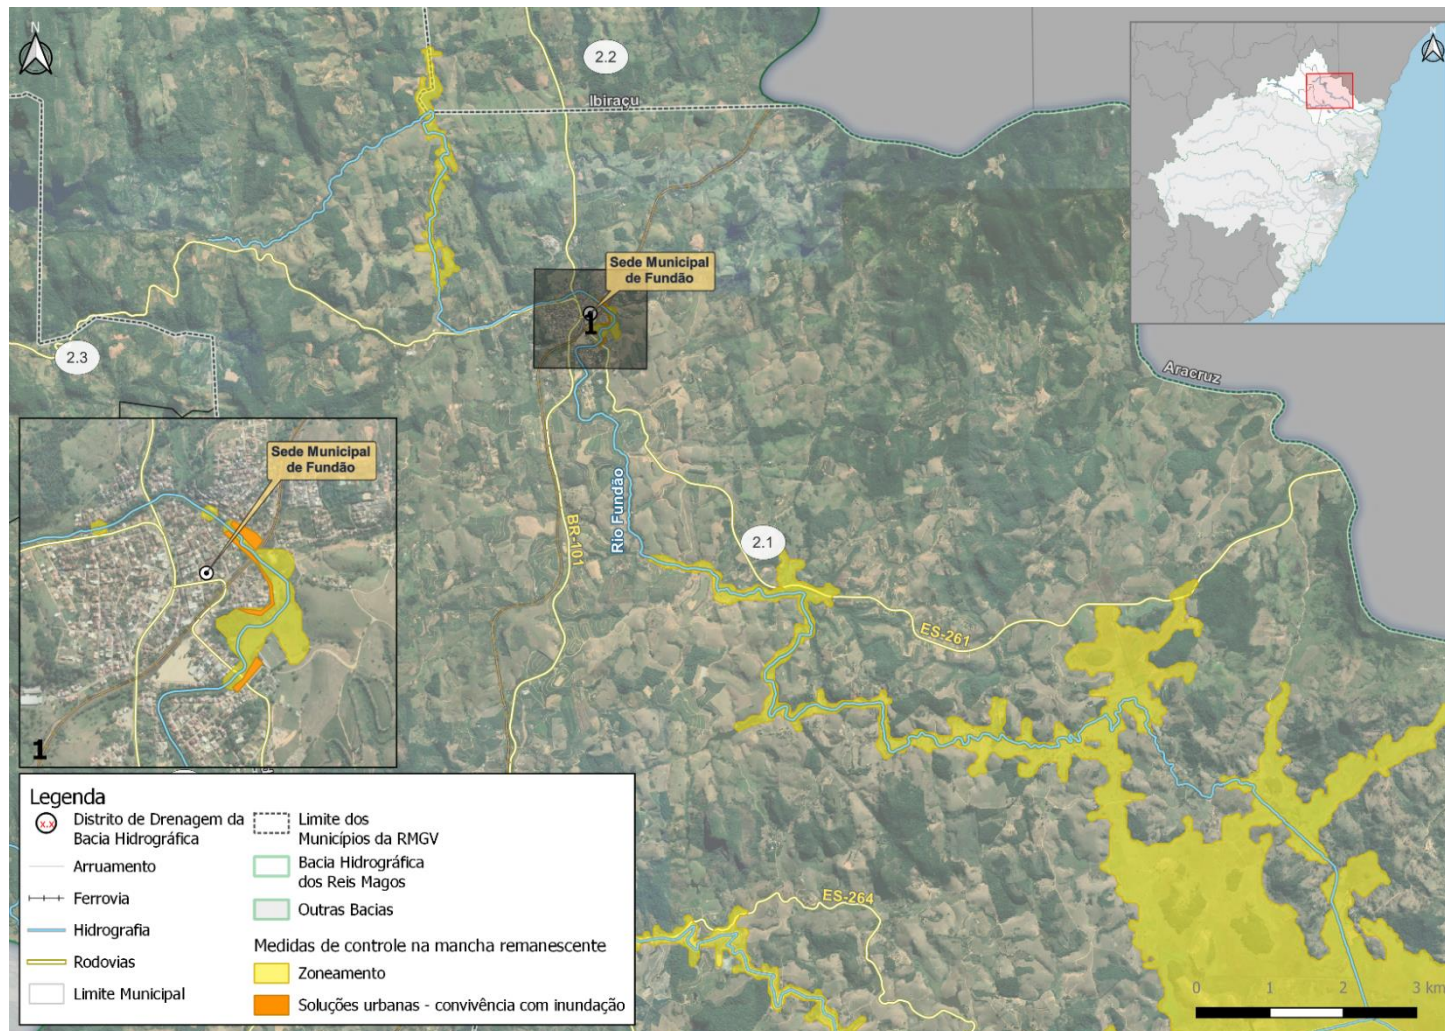 N
2.2
Ibiraçu
Sede Municipal
de Fundão
1
2.3
Aracruz
Sede Municipal
de Fundão
Rio Fundão
BR-101
2.1
ES-261
1
ES-264
Legenda
x.x
Distrito de Drenagem da
Bacia Hidrográfica
Arruamento
Ferrovia
Hidrografia
Rodovias
Limite Municipal
Limite dos
Municípios da RMGV
Bacia Hidrográfica
dos Reis Magos
Outras Bacias
Medidas de controle na mancha remanescente
Zoneamento
Soluções urbanas - convivência com inundação
0 1 2 3 km